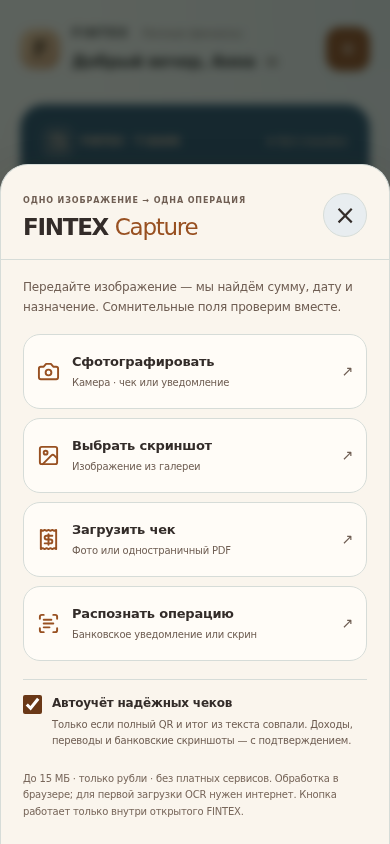 FINTEX
Добрый вечер, Анна
ОДНО ИЗОБРАЖЕНИЕ → ОДНА ОПЕРАЦИЯ
FINTEX Capture
Передайте изображение — мы найдём сумму, дату и
назначение. Сомнительные поля проверим вместе.
Сфотографировать
Камера · чек или уведомление
↗
Выбрать скриншот
Изображение из галереи
↗
Загрузить чек
Фото или одностраничный PDF
↗
Распознать операцию
Банковское уведомление или скрин
↗
Автоучёт надёжных чеков
Только если полный QR и итог из текста совпали. Доходы,
переводы и банковские скриншоты — с подтверждением.
До 15 МБ · только рубли · без платных сервисов. Обработка в
браузере; для первой загрузки OCR нужен интернет. Кнопка
работает только внутри открытого FINTEX.